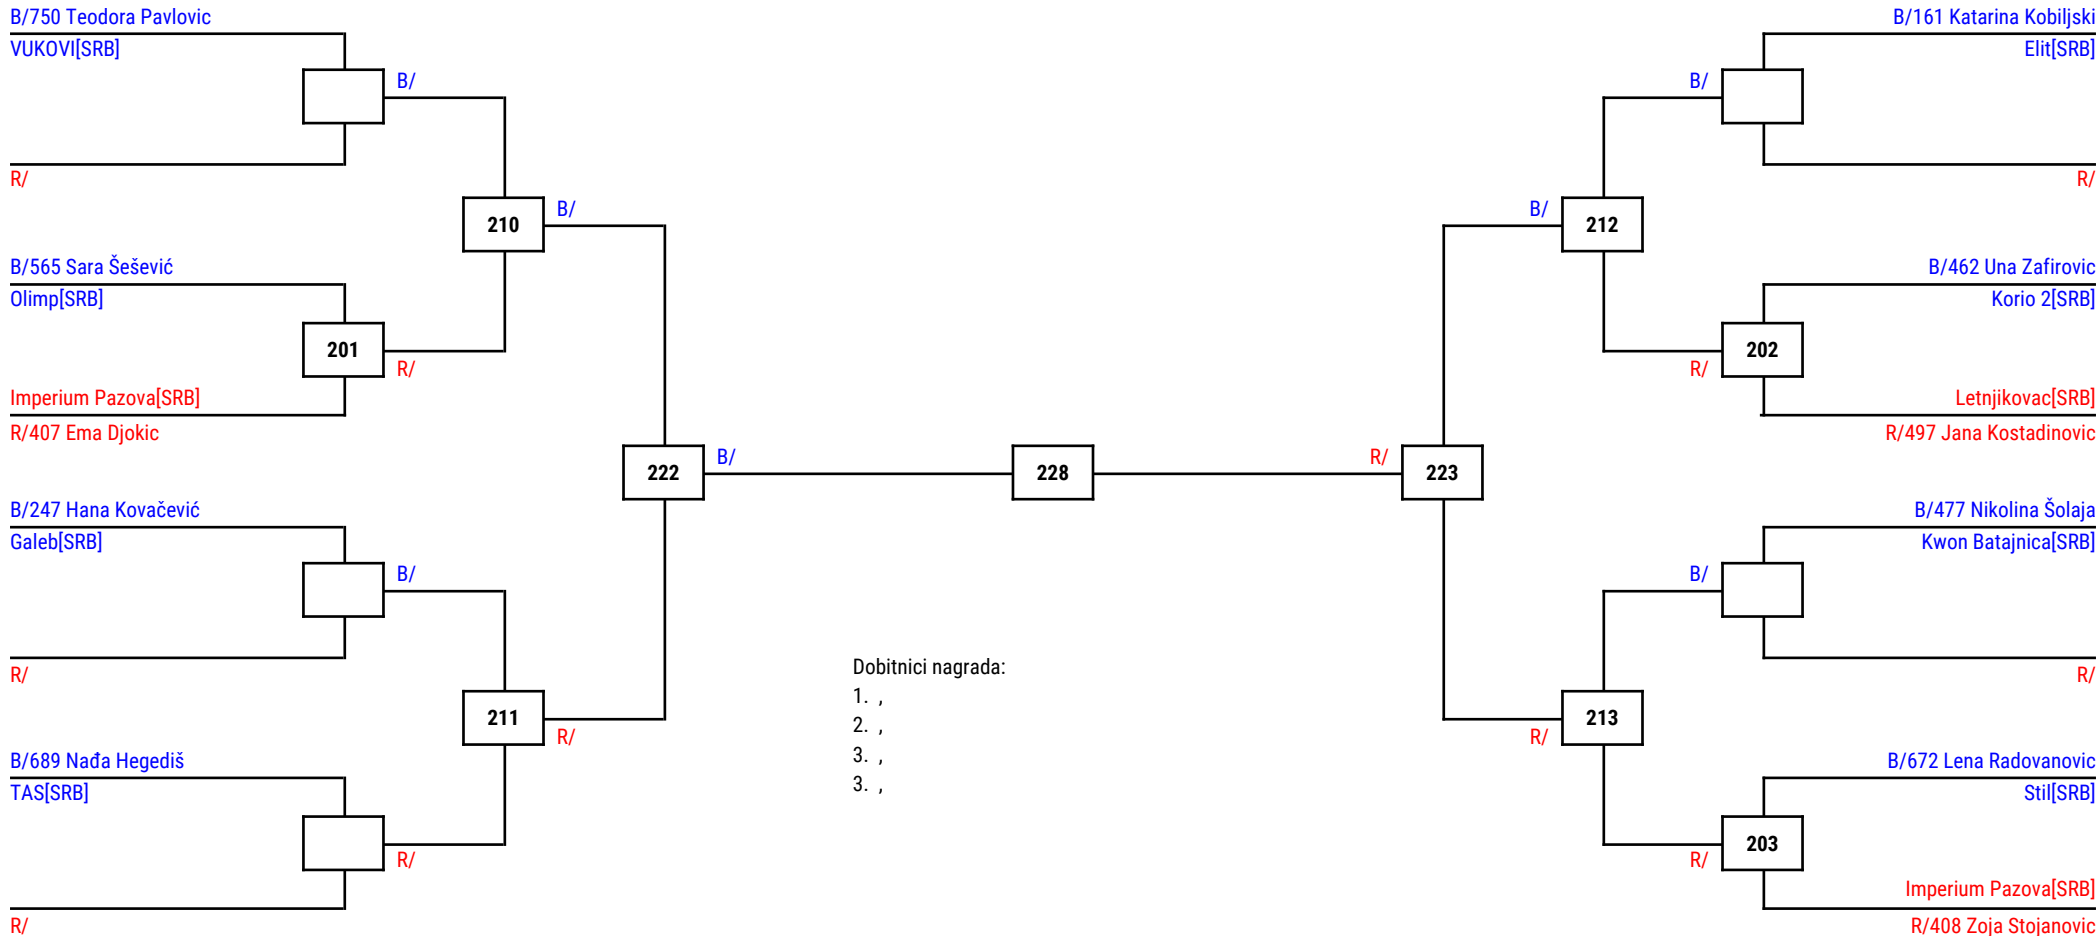 B/750 Teodora Pavlovic
VUKOVI[SRB]
B/
R/
210
B/
B/565 Sara Šešević
Olimp[SRB]
201
R/
Imperium Pazova[SRB]
R/407 Ema Djokic
222
B/
B/247 Hana Kovačević
Galeb[SRB]
B/
R/
211
R/
B/689 Nađa Hegediš
TAS[SRB]
R/
R/
228
Dobitnici nagrada:
1. ,
2. ,
3. ,
3. ,
B/161 Katarina Kobiljski
Elit[SRB]
B/
R/
B/
212
B/462 Una Zafirovic
Korio 2[SRB]
202
R/
Letnjikovac[SRB]
R/497 Jana Kostadinovic
R/
223
B/477 Nikolina Šolaja
Kwon Batajnica[SRB]
B/
R/
213
R/
B/672 Lena Radovanovic
Stil[SRB]
203
R/
Imperium Pazova[SRB]
R/408 Zoja Stojanovic